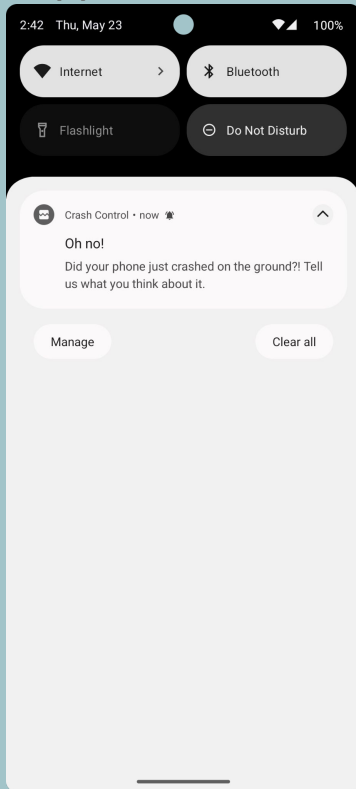 2:42 Thu, May 23 100%
Internet Bluetooth
Flashlight Do Not Disturb
Crash Control • now
Oh no!
Did your phone just crashed on the ground?! Tell
us what you think about it.
Manage Clear all